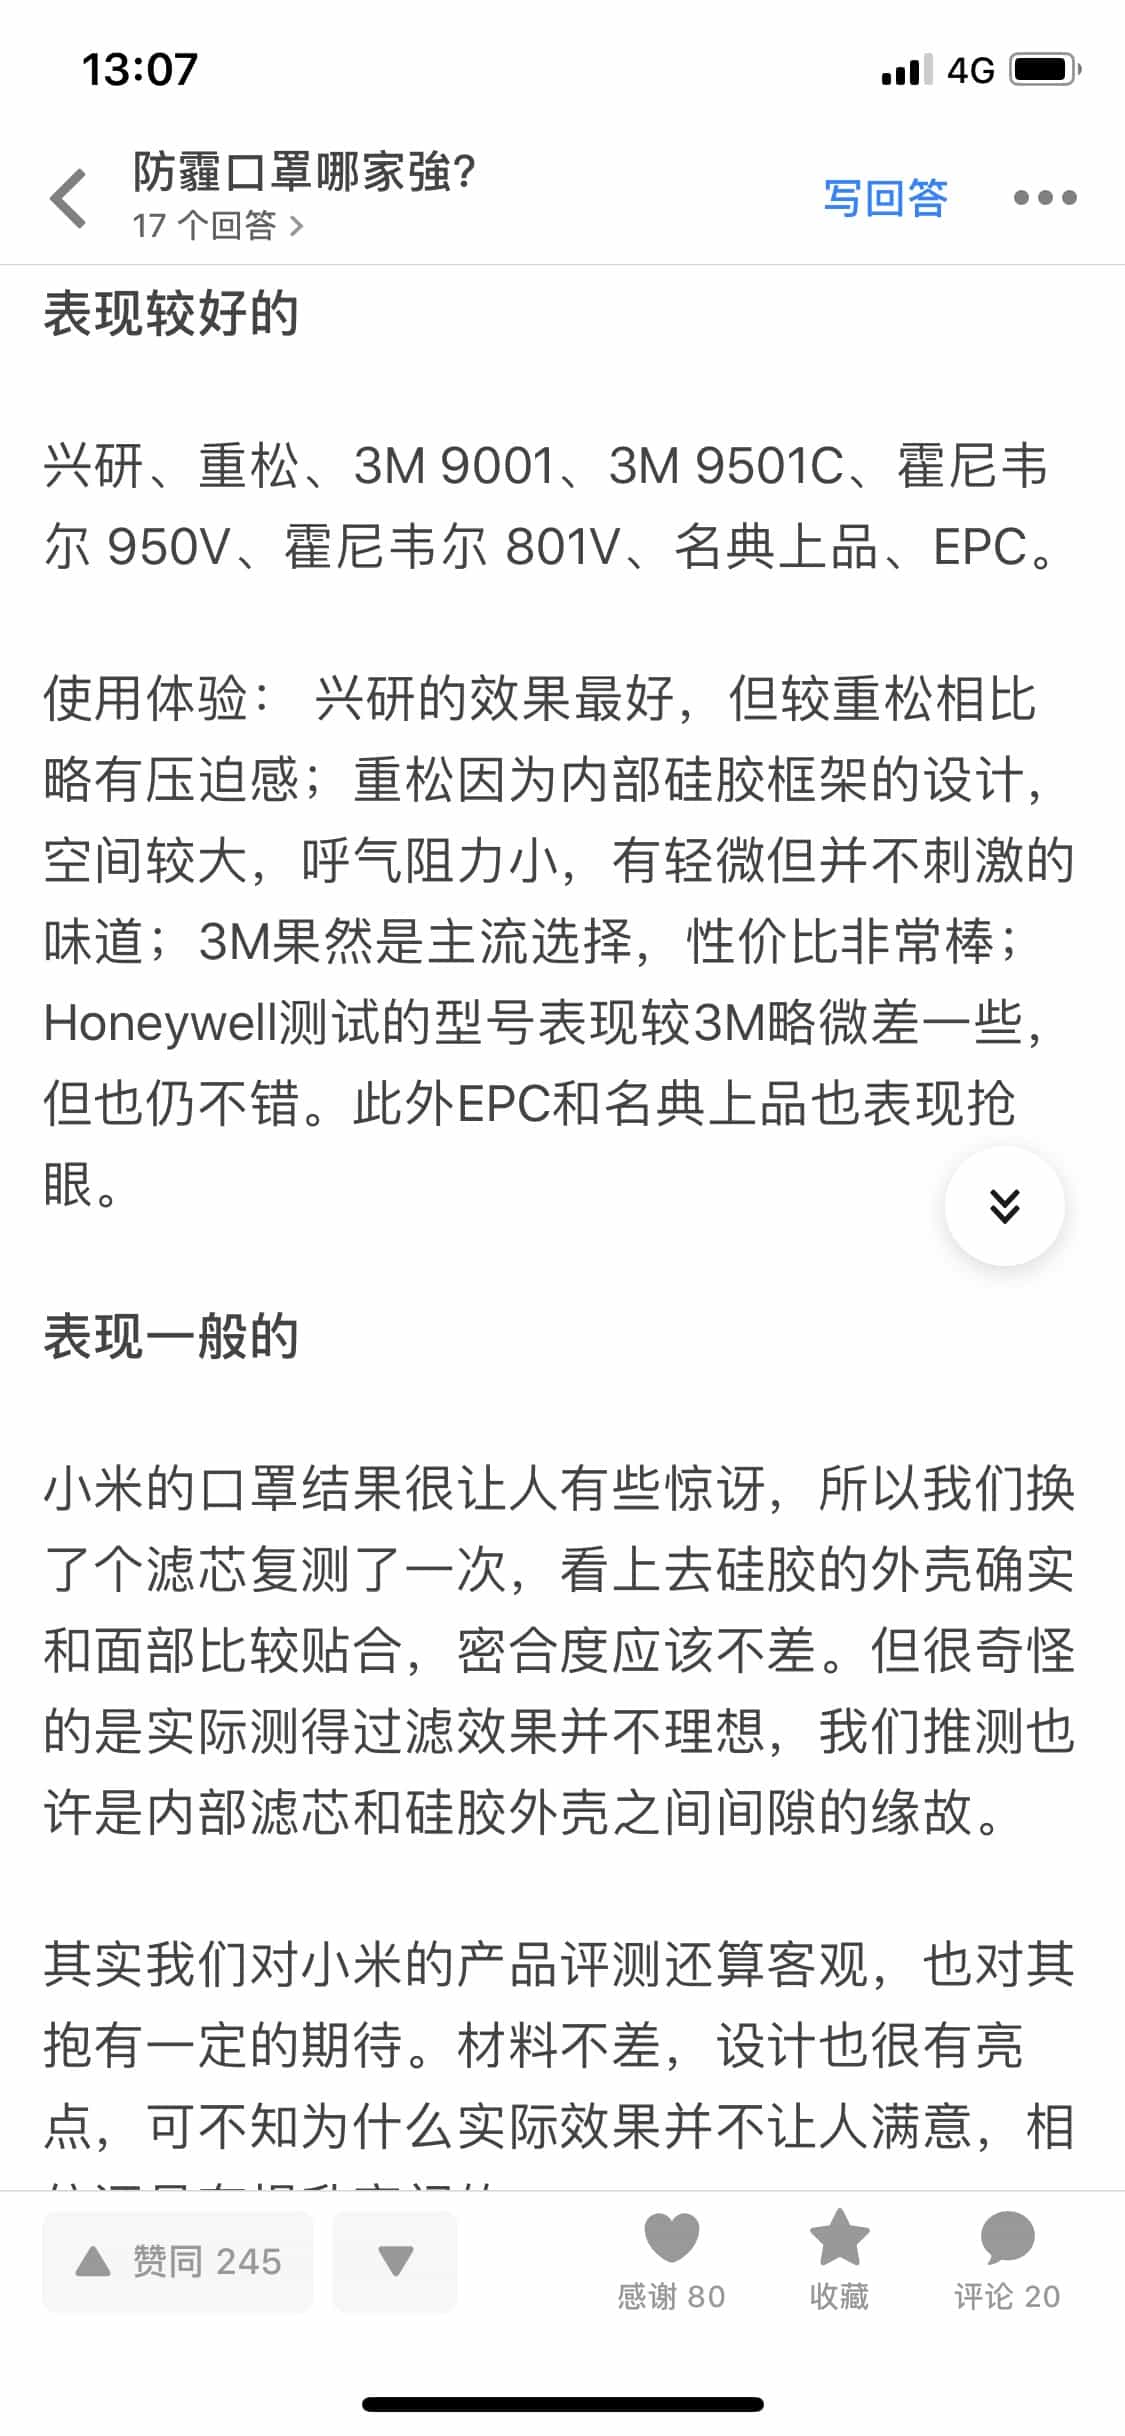 13:07
4G
防霾口罩哪家強?
17 个回答
写回答
表现较好的
兴研、重松、3M 9001、3M 9501C、霍尼韦
尔 950V、霍尼韦尔 801V、名典上品、EPC。
使用体验： 兴研的效果最好，但较重松相比
略有压迫感；重松因为内部硅胶框架的设计，
空间较大，呼气阻力小，有轻微但并不刺激的
味道；3M果然是主流选择，性价比非常棒；
Honeywell测试的型号表现较3M略微差一些，
但也仍不错。此外EPC和名典上品也表现抢
眼。
表现一般的
小米的口罩结果很让人有些惊讶，所以我们换
了个滤芯复测了一次，看上去硅胶的外壳确实
和面部比较贴合，密合度应该不差。但很奇怪
的是实际测得过滤效果并不理想，我们推测也
许是内部滤芯和硅胶外壳之间间隙的缘故。
其实我们对小米的产品评测还算客观，也对其
抱有一定的期待。材料不差，设计也很有亮
点，可不知为什么实际效果并不让人满意，相
赞同 245
感谢 80
收藏
评论 20